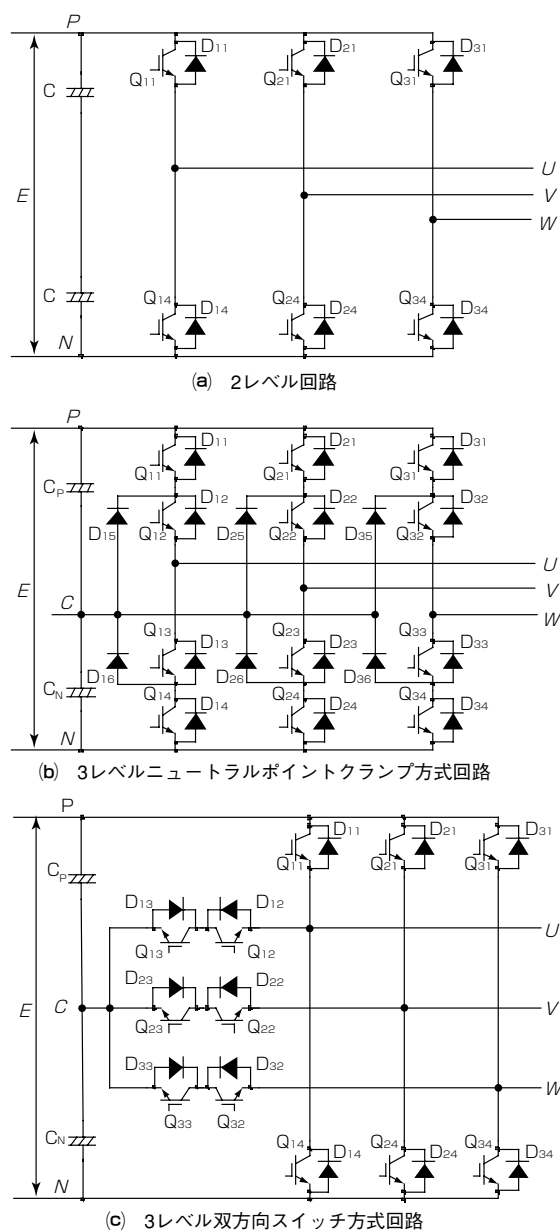 P
D11
D21
D31
Q11
Q21
Q31
C
U
E
V
W
C
Q14
D14
Q24
D24
Q34
D34
N
(a) 2レベル回路
P
D11
D21
D31
Q11
Q21
Q31
CP
D12
D22
D32
D15
Q12
D25
Q22
D35
Q32
E
U
V
C
W
Q13
D13
Q23
D23
Q33
D33
D16
D26
D36
CN
Q14
D14
Q24
D24
Q34
D34
N
(b) 3レベルニュートラルポイントクランプ方式回路
P
D11
D21
D31
Q11
Q21
Q31
CP
D13
D12
U
Q13
Q12
D23
D22
E
C
V
Q23
Q22
D33
D32
W
Q33
Q32
CN
Q14
D14
Q24
D24
Q34
D34
N
(c) 3レベル双方向スイッチ方式回路